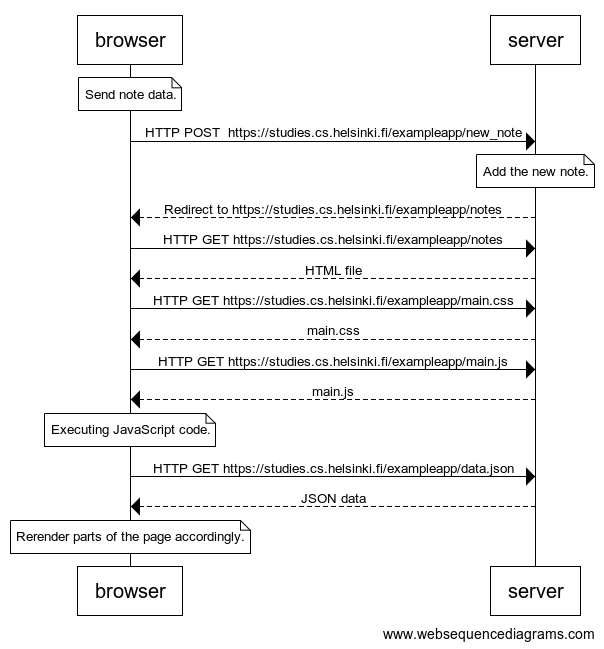 browser
server
Send note data.
HTTP POST  https://studies.cs.helsinki.fi/exampleapp/new_note
Add the new note.
Redirect to https://studies.cs.helsinki.fi/exampleapp/notes
HTTP GET https://studies.cs.helsinki.fi/exampleapp/notes
HTML file
HTTP GET https://studies.cs.helsinki.fi/exampleapp/main.css
main.css
HTTP GET https://studies.cs.helsinki.fi/exampleapp/main.js
main.js
Executing JavaScript code.
HTTP GET https://studies.cs.helsinki.fi/exampleapp/data.json
JSON data
Rerender parts of the page accordingly.
browser
server
www.websequencediagrams.com